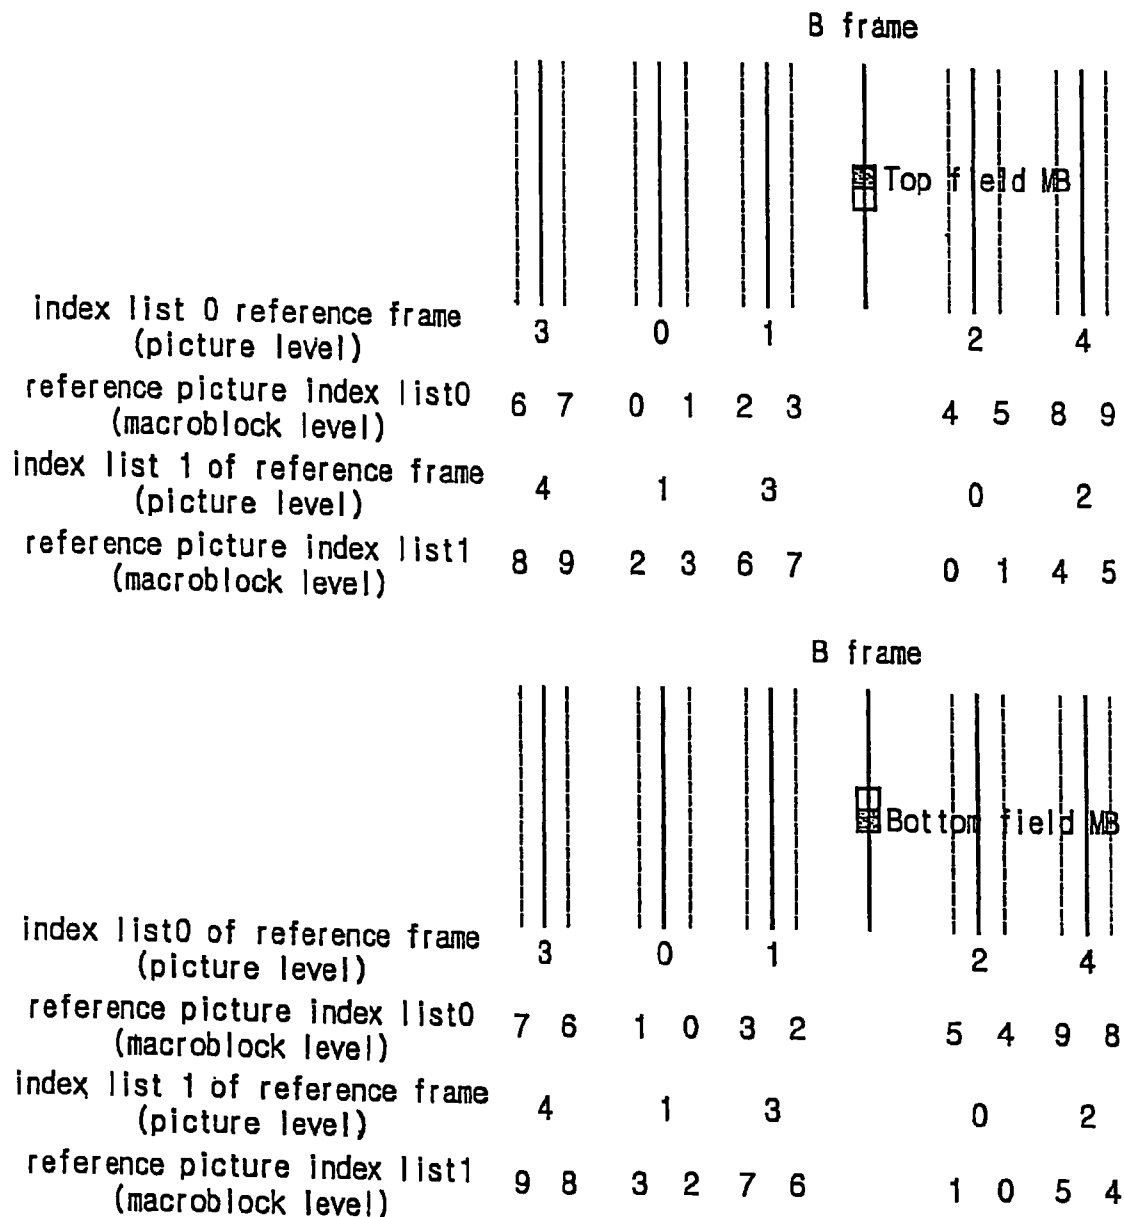 B frame
Top field MB
index list 0 reference frame
(picture level)
3 0 1 2 4
reference picture index list0
(macroblock level)
6 7 0 1 2 3 4 5 8 9
index list 1 of reference frame
(picture level)
4 1 3 0 2
reference picture index list1
(macroblock level)
8 9 2 3 6 7 0 1 4 5
B frame
Bottom field MB
index list0 of reference frame
(picture level)
3 0 1 2 4
reference picture index list0
(macroblock level)
7 6 1 0 3 2 5 4 9 8
index list 1 of reference frame
(picture level)
4 1 3 0 2
reference picture index list1
(macroblock level)
9 8 3 2 7 6 1 0 5 4